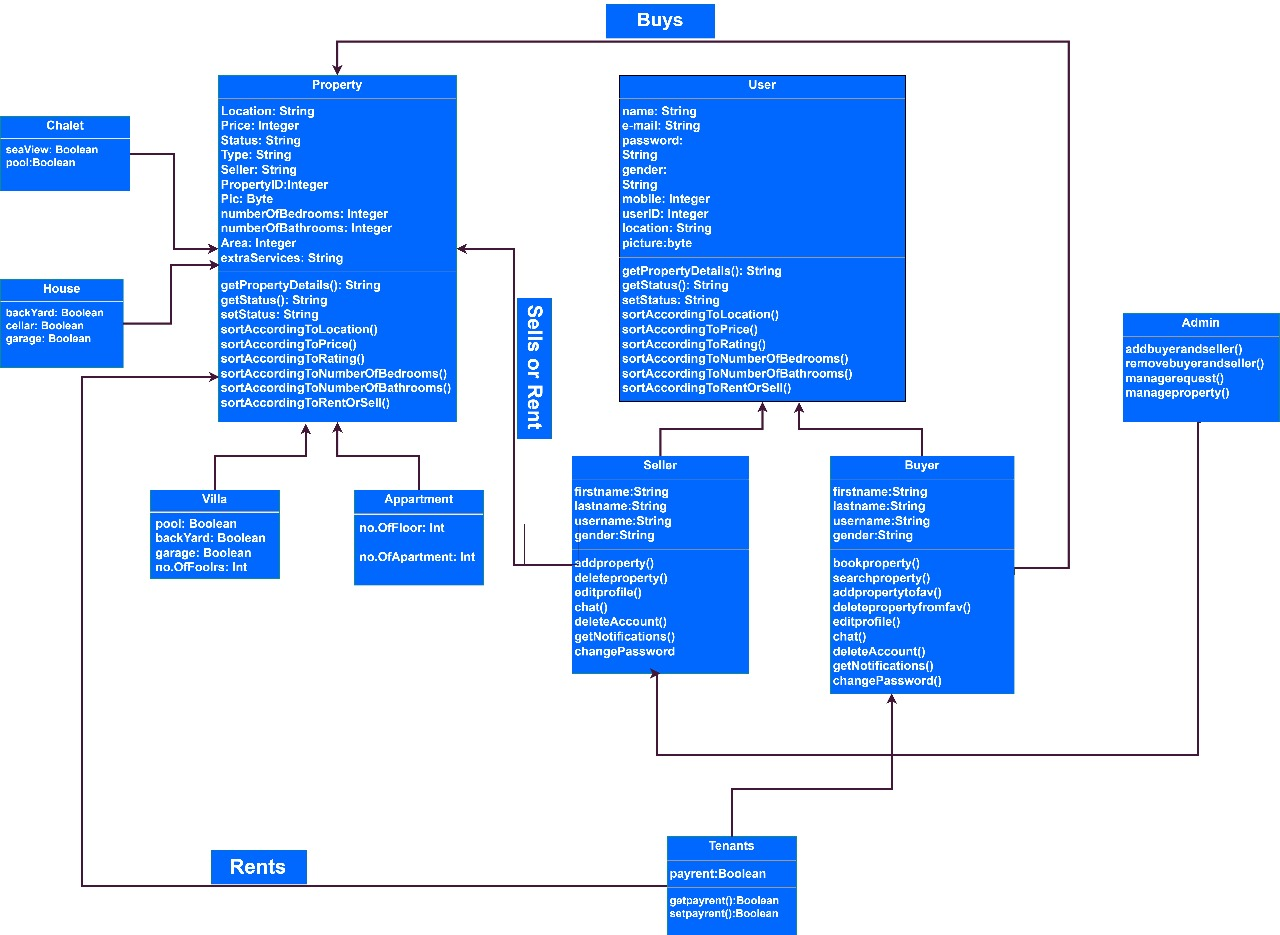 Buys
Property
Location: String
Price: Integer
Status: String
Type: String
Seller: String
PropertyID:Integer
Pic: Byte
numberOfBedrooms: Integer
numberOfBathrooms: Integer
Area: Integer
extraServices: String
getPropertyDetails(): String
getStatus(): String
setStatus: String
sortAccordingToLocation()
sortAccordingToPrice()
sortAccordingToRating()
sortAccordingToNumberOfBedrooms()
sortAccordingToNumberOfBathrooms()
sortAccordingToRentOrSell()
User
name: String
e-mail: String
password:
String
gender:
String
mobile: Integer
userID: Integer
location: String
picture:byte
getPropertyDetails(): String
getStatus(): String
setStatus: String
sortAccordingToLocation()
sortAccordingToPrice()
sortAccordingToRating()
sortAccordingToNumberOfBedrooms()
sortAccordingToNumberOfBathrooms()
sortAccordingToRentOrSell()
Chalet
seaView: Boolean
pool:Boolean
House
backYard: Boolean
cellar: Boolean
garage: Boolean
Sells or Rent
Admin
addbuyerandseller()
removebuyerandseller()
managerequest()
manageproperty()
Villa
pool: Boolean
backYard: Boolean
garage: Boolean
no.OfFoolrs: Int
Appartment
no.OfFloor: Int
no.OfApartment: Int
Seller
firstname:String
lastname:String
username:String
gender:String
addproperty()
deleteproperty()
editprofile()
chat()
deleteAccount()
getNotifications()
changePassword
Buyer
firstname:String
lastname:String
username:String
gender:String
bookproperty()
searchproperty()
addpropertytofav()
deletepropertyfromfav()
editprofile()
chat()
deleteAccount()
getNotifications()
changePassword()
Rents
Tenants
payrent:Boolean
getpayrent():Boolean
setpayrent():Boolean